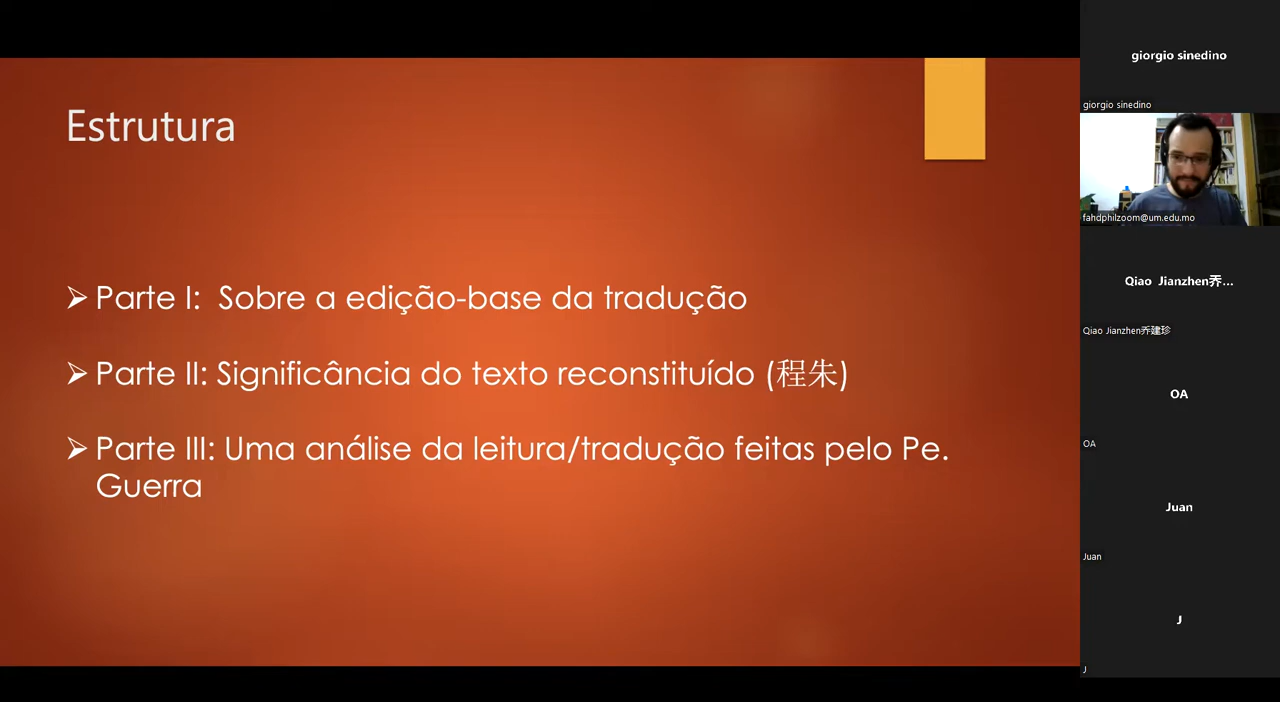 Estrutura
➢ Parte I: Sobre a edição-base da tradução
➢ Parte II: Significância do texto reconstituído (程朱)
➢ Parte III: Uma análise da leitura/tradução feitas pelo Pe.
Guerra
giorgio sinedino
giorgio sinedino
fahdphilzoom@um.edu.mo
Qiao Jianzhen乔...
Qiao Jianzhen乔建珍
OA
OA
Juan
Juan
J
J